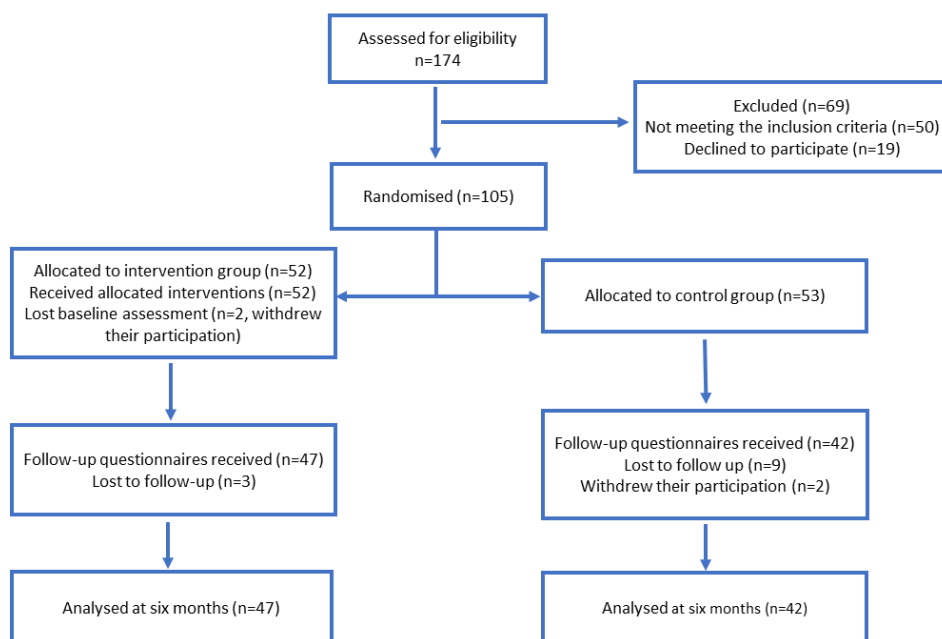 Assessed for eligibility
n=174
Excluded (n=69)
Not meeting the inclusion criteria (n=50)
Declined to participate (n=19)
Randomised (n=105)
Allocated to intervention group (n=52)
Received allocated interventions (n=52)
Lost baseline assessment (n=2, withdrew
their participation)
Allocated to control group (n=53)
Follow-up questionnaires received (n=47)
Lost to follow-up (n=3)
Follow-up questionnaires received (n=42)
Lost to follow up (n=9)
Withdrew their participation (n=2)
Analysed at six months (n=47)
Analysed at six months (n=42)